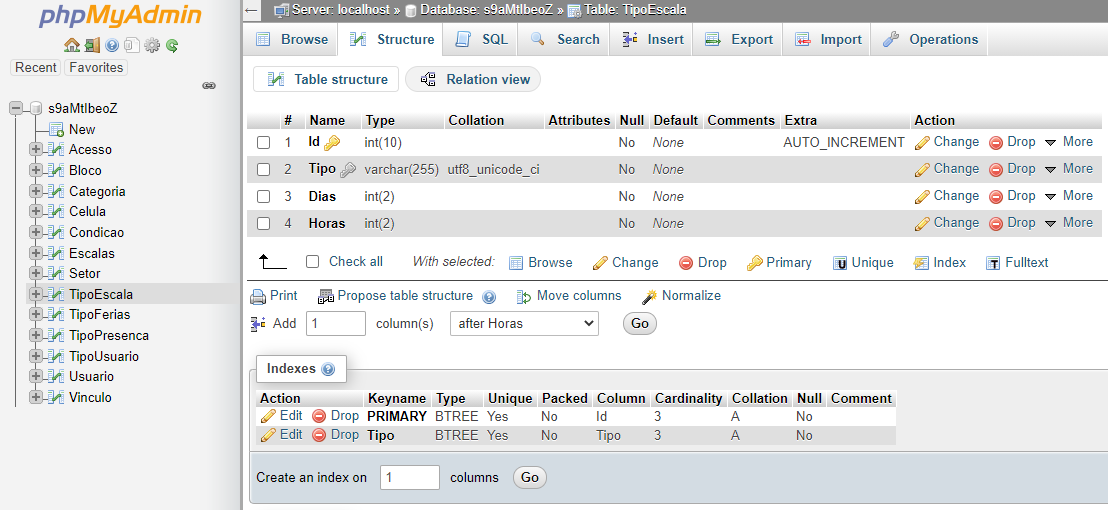 phpMyAdmin
Recent Favorites
s9aMtIbeoZ
New
Acesso
Bloco
Categoria
Celula
Condicao
Escalas
Setor
TipoEscala
TipoFerias
TipoPresenca
TipoUsuario
Usuario
Vinculo
Server: localhost » Database: s9aMtIbeoZ » Table: TipoEscala
Browse Structure SQL Search Insert Export Import Operations
Table structure Relation view
# Name Type Collation Attributes Null Default Comments Extra Action
1 Id int(10) No None AUTO_INCREMENT Change Drop More
2 Tipo varchar(255) utf8_unicode_ci No None Change Drop More
3 Dias int(2) No None Change Drop More
4 Horas int(2) No None Change Drop More
Check all With selected: Browse Change Drop Primary Unique Index Fulltext
Print Propose table structure Move columns Normalize
Add 1 column(s) after Horas Go
Indexes
Action Keyname Type Unique Packed Column Cardinality Collation Null Comment
Edit Drop PRIMARY BTREE Yes No Id 3 A No
Edit Drop Tipo BTREE Yes No Tipo 3 A No
Create an index on 1 columns Go